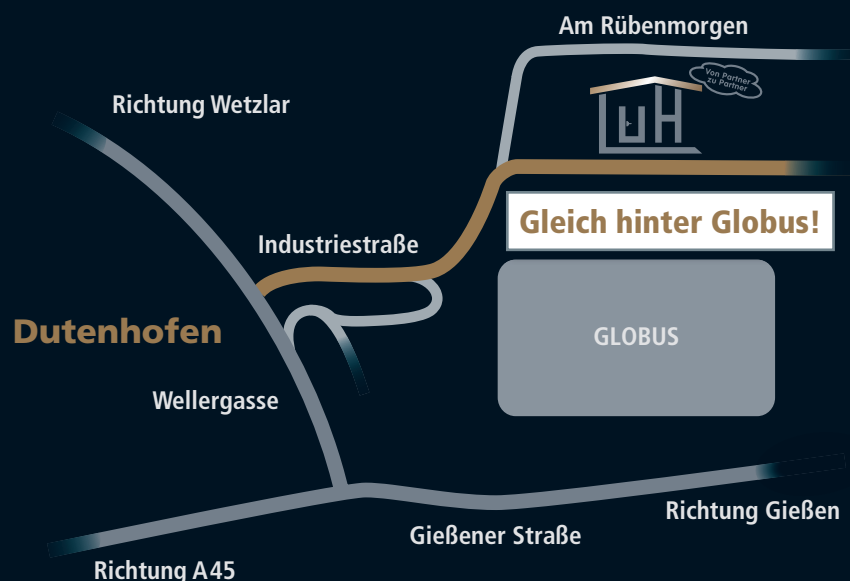 Am Rübenmorgen
Von Partner
zu Partner
Richtung Wetzlar
LuH
Gleich hinter Globus!
Industriestraße
Dutenhofen
GLOBUS
Wellergasse
Richtung Gießen
Gießener Straße
Richtung A45